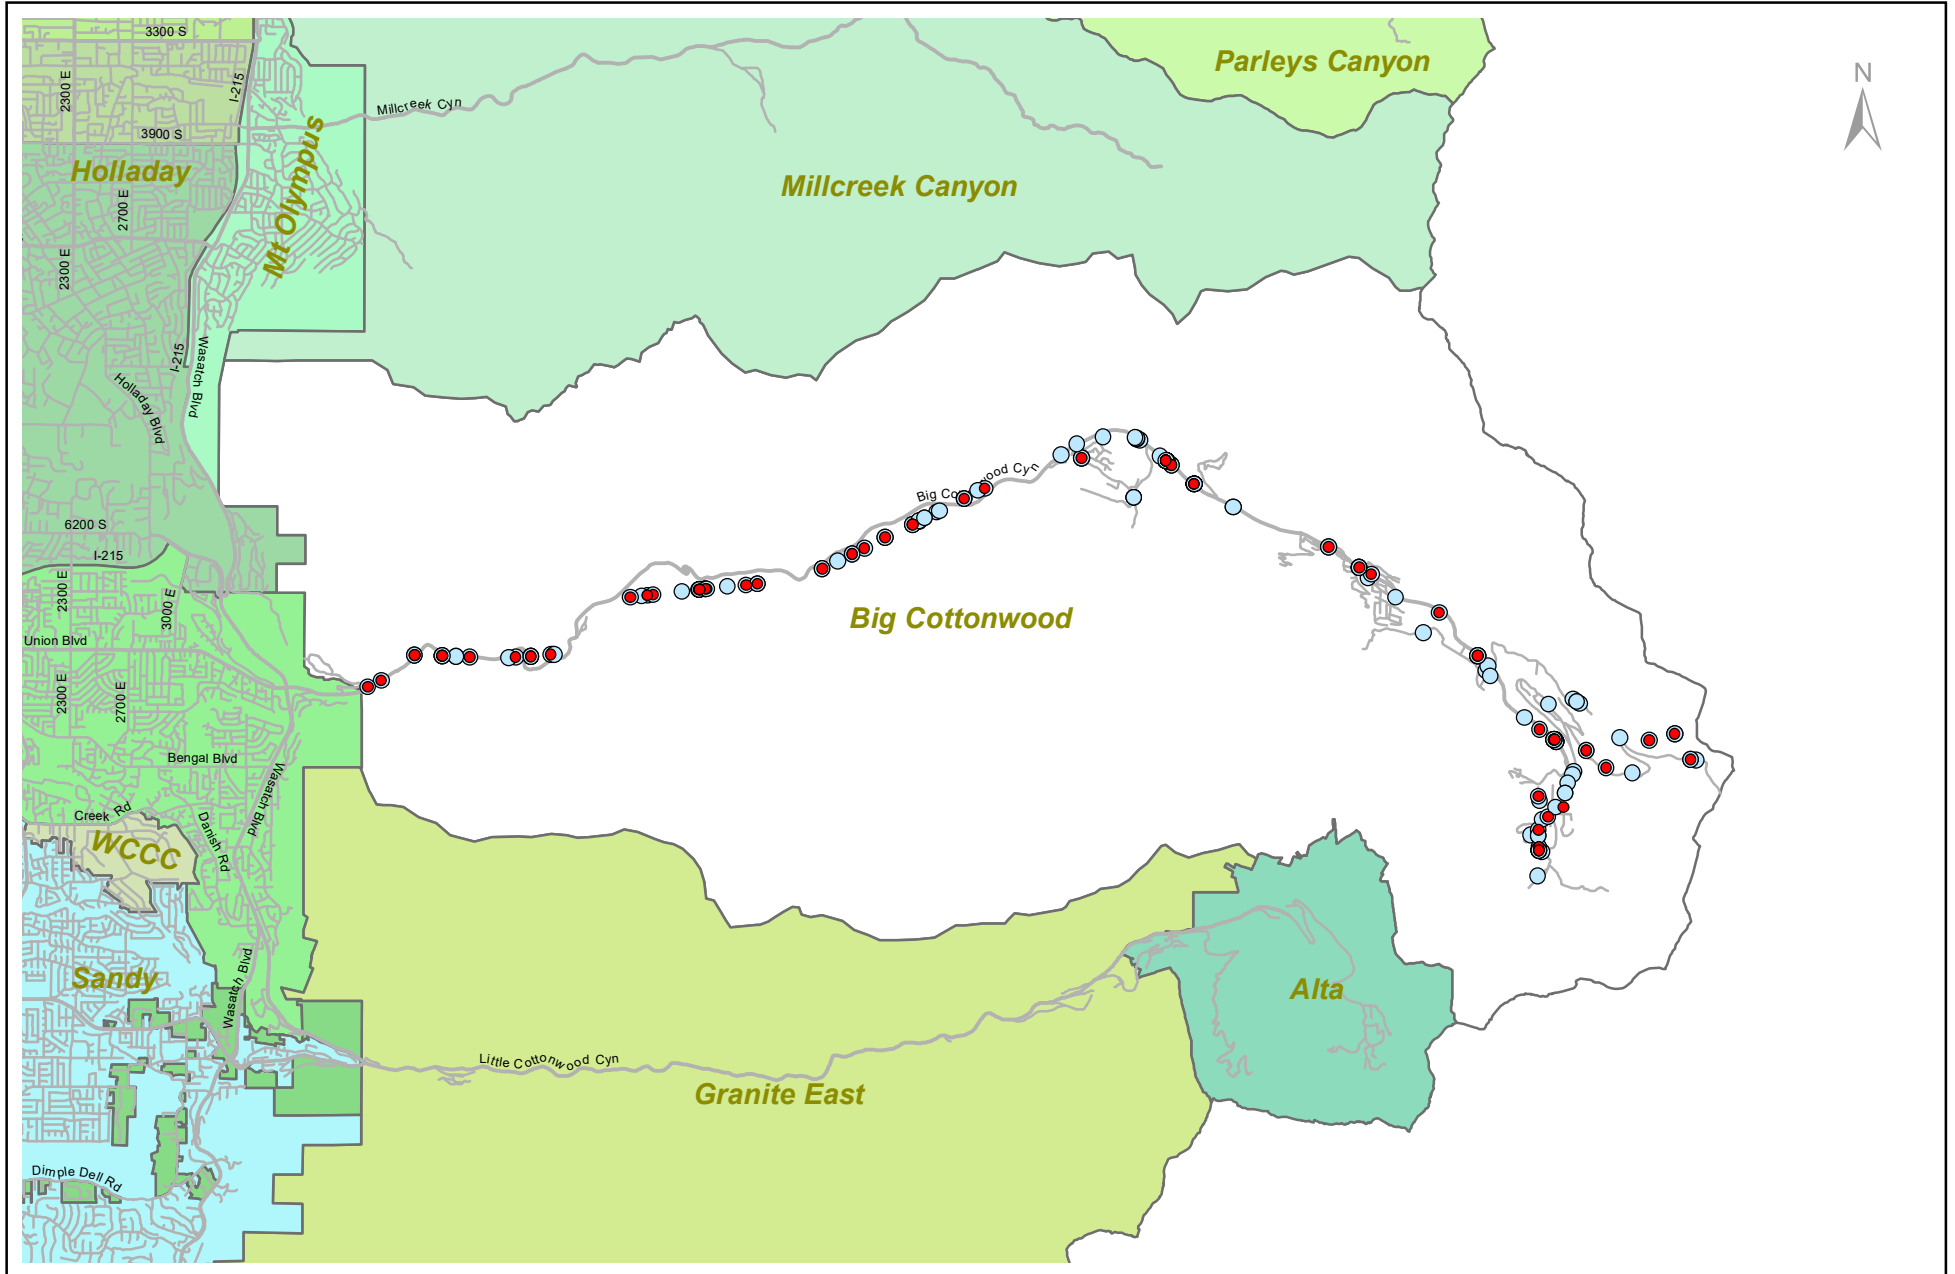 3300 S
Parleys Canyon
N
2300 E
I-215
Millcreek Cyn
3900 S
Holladay
Mt Olympus
Millcreek Canyon
2700 E
2300 E
I-215
Wasatch Blvd
Holladay Blvd
Big Co ood Cyn
6200 S
I-215
2300 E
3000 E
Big Cottonwood
Union Blvd
2300 E
2700 E
Bengal Blvd
Wasatch Blvd
Creek Rd
Danish Rd
WCCC
Sandy
Wasatch Blvd
Alta
Little Cottonwood Cyn
Granite East
Dimple Dell Rd